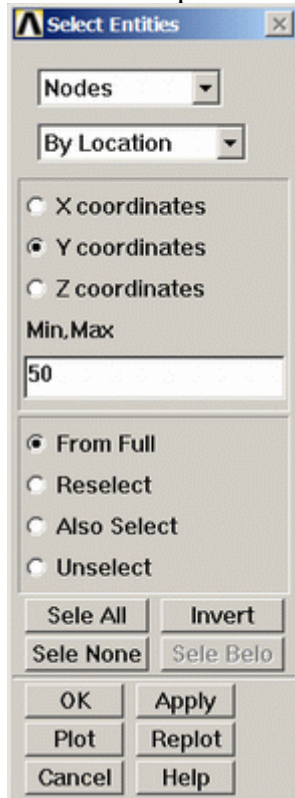 Select Entities
Nodes
By Location
X coordinates
Y coordinates
Z coordinates
Min,Max
50
From Full
Reselect
Also Select
Unselect
Sele All Invert
Sele None Sele Belo
OK Apply
Plot Replot
Cancel Help